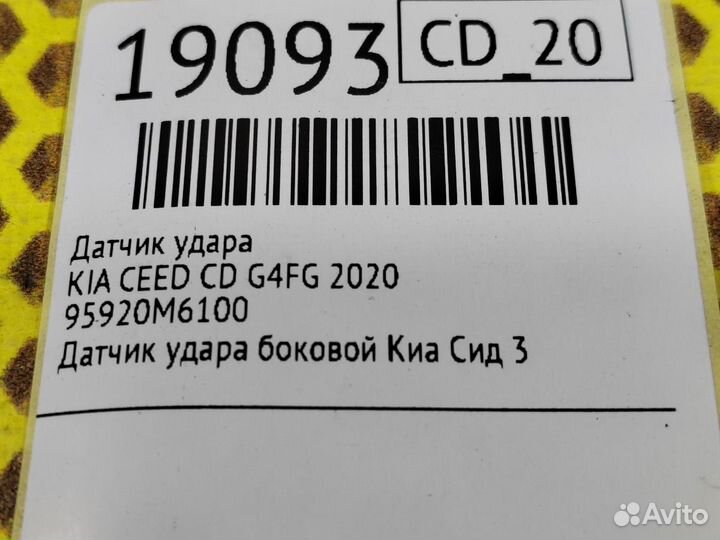 19093 CD_20
Датчик удара
KIA CEED CD G4FG 2020
95920M6100
Датчик удара боковой Киа Сид 3
Avito